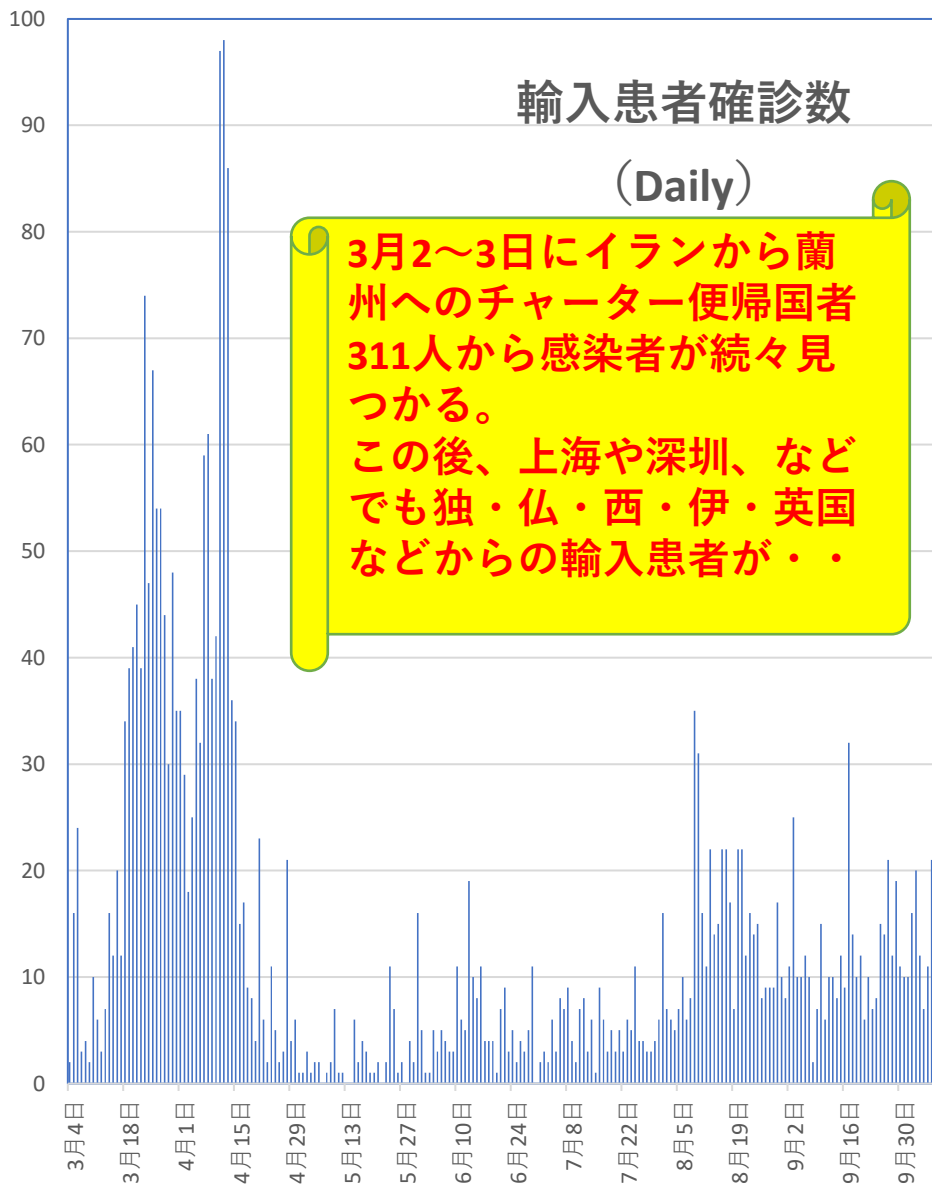 輸入患者確診数
（Daily）
3月2～3日にイランから蘭
州へのチャーター便帰国者
311人から感染者が続々見
つかる。
この後、上海や深圳、など
でも独・仏・西・伊・英国
などからの輸入患者が・・
100
90
80
70
60
50
40
30
20
10
0
3月4日
3月18日
4月1日
4月15日
4月29日
5月13日
5月27日
6月10日
6月24日
7月8日
7月22日
8月5日
8月19日
9月2日
9月16日
9月30日